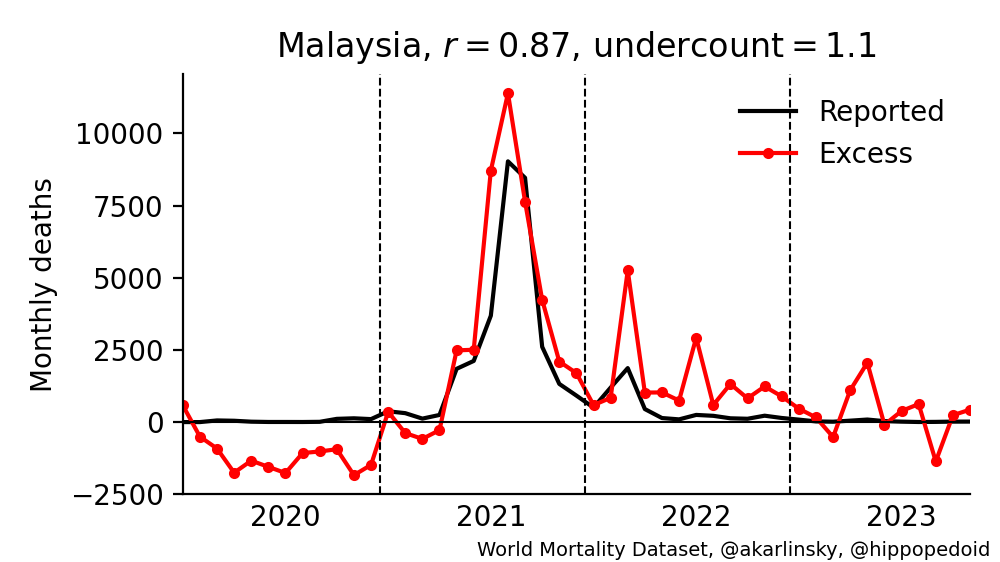 Malaysia, r = 0.87, undercount = 1.1
Monthly deaths
10000
7500
5000
2500
0
−2500
Reported
Excess
2020 2021 2022 2023
World Mortality Dataset, @akarlinsky, @hippopedoid